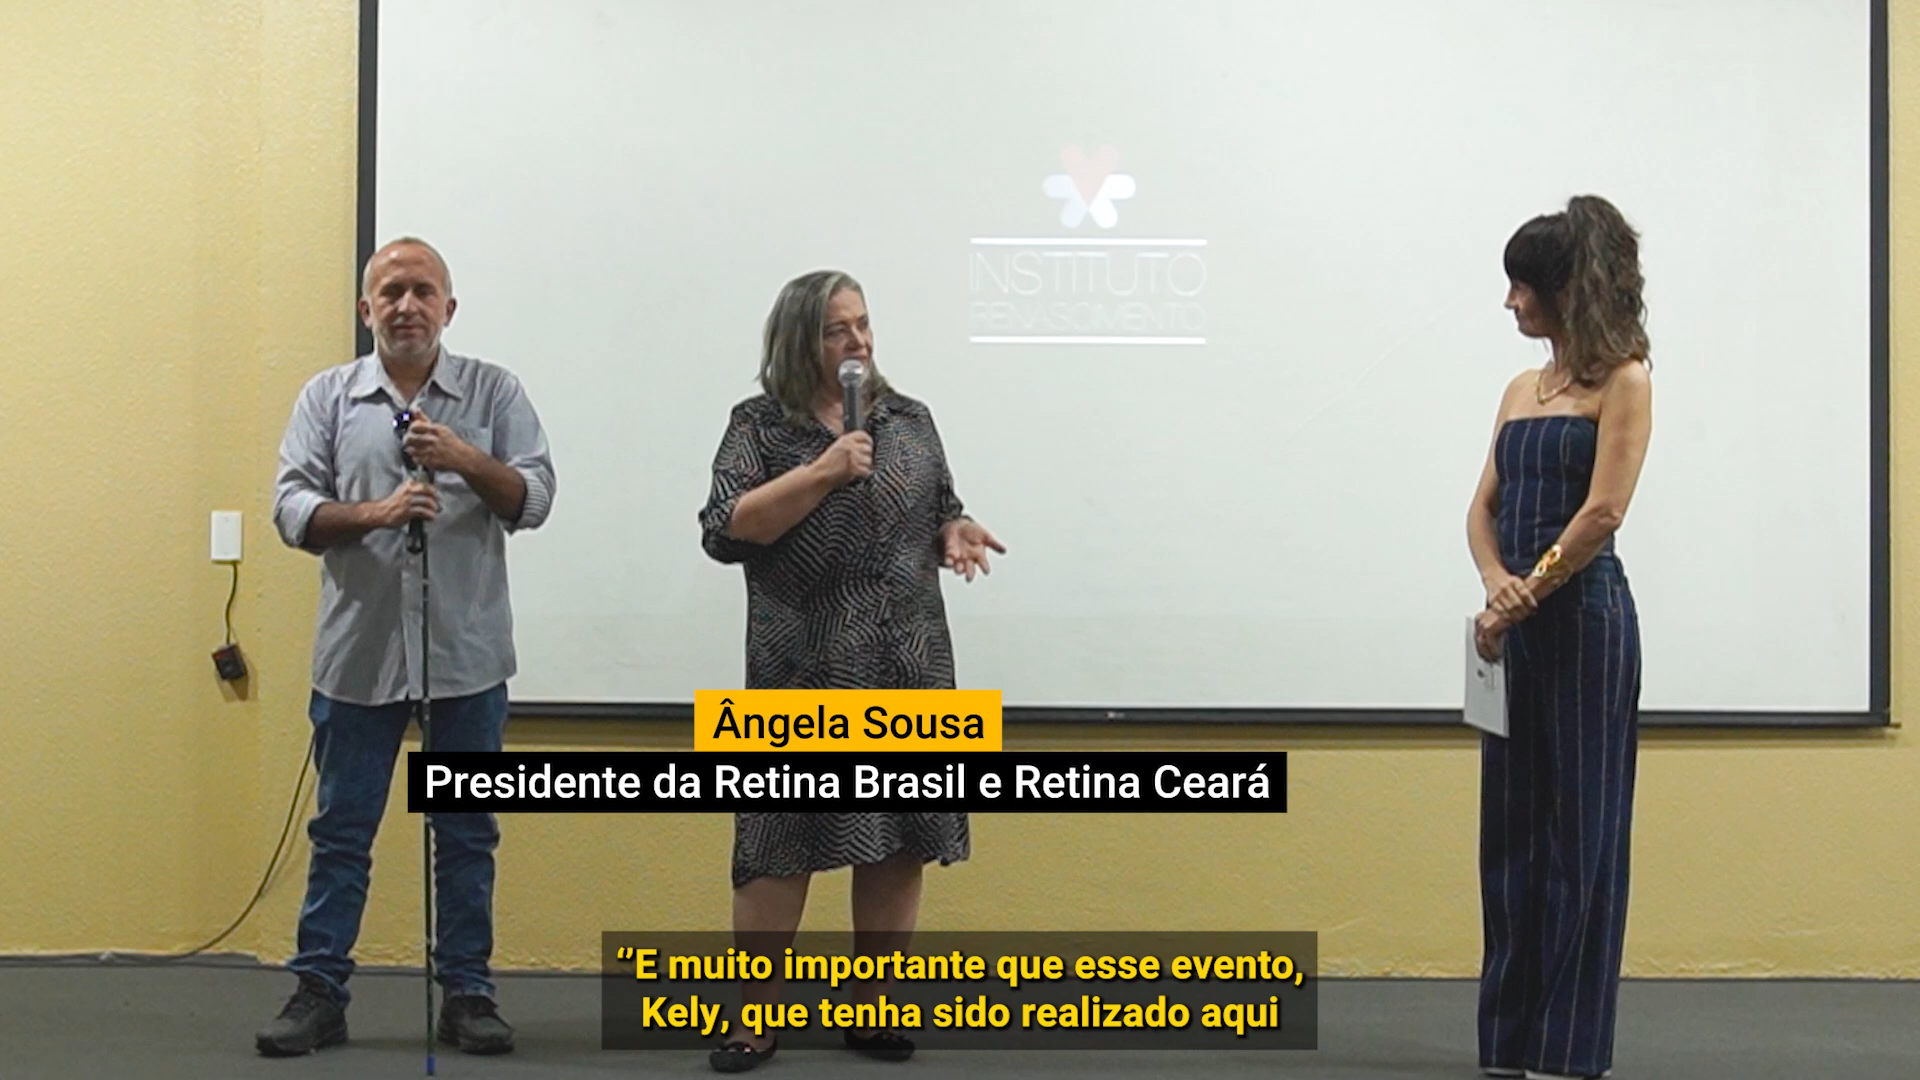 INSTITUTO
RENASCIMENTO
Ângela Sousa
Presidente da Retina Brasil e Retina Ceará
“E muito importante que esse evento,
Kely, que tenha sido realizado aqui